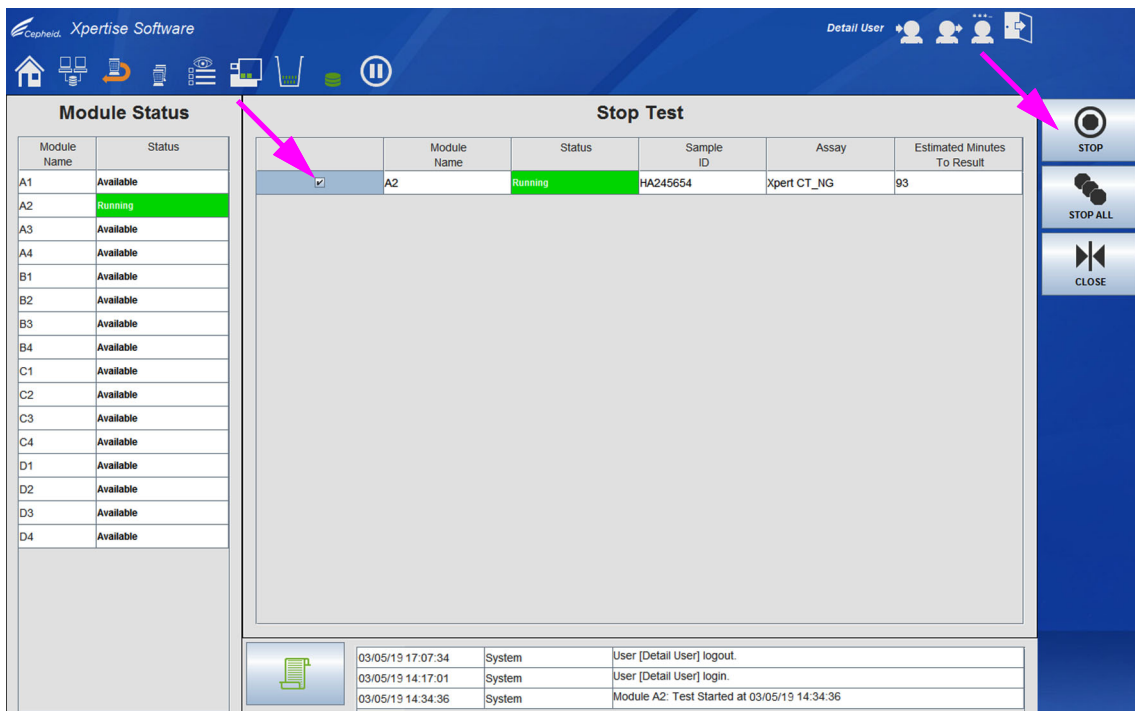 Cepheid. Xpertise Software
Detail User
Module Status
Module Name Status
A1 Available
A2 Running
A3 Available
A4 Available
B1 Available
B2 Available
B3 Available
B4 Available
C1 Available
C2 Available
C3 Available
C4 Available
D1 Available
D2 Available
D3 Available
D4 Available
Stop Test
Module Name Status Sample ID Assay Estimated Minutes To Result
A2 Running HA245654 Xpert CT_NG 93
STOP
STOP ALL
CLOSE
03/05/19 17:07:34 System User [Detail User] logout.
03/05/19 14:17:01 System User [Detail User] login.
03/05/19 14:34:36 System Module A2: Test Started at 03/05/19 14:34:36